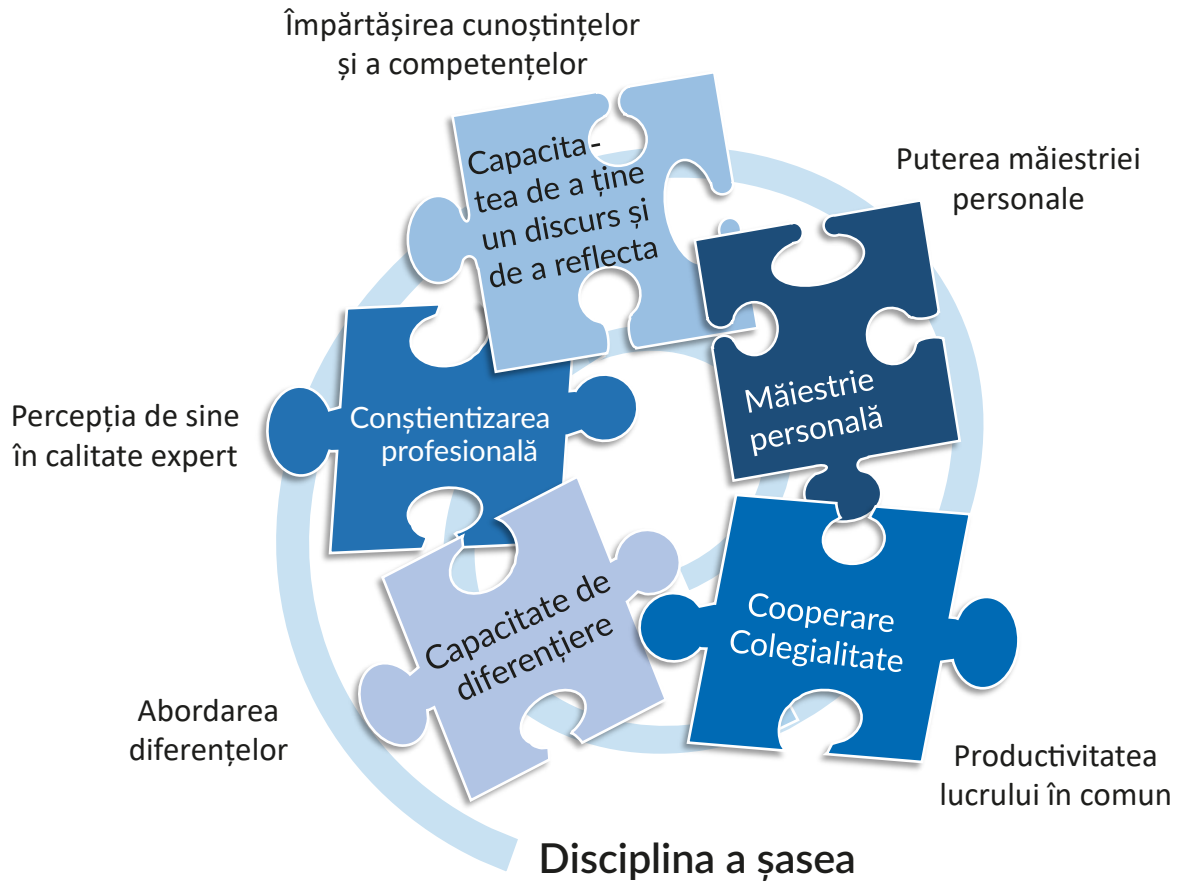 Împărtășirea cunoștințelor
și a competențelor
Capacita-
tea de a ține
un discurs și
de a reflecta
Puterea măiestriei
personale
Măiestrie
personală
Percepția de sine
în calitate expert
Conștientizarea
profesională
Capacitate de
diferențiere
Cooperare
Colegialitate
Abordarea
diferențelor
Productivitatea
lucrului în comun
Disciplina a șasea